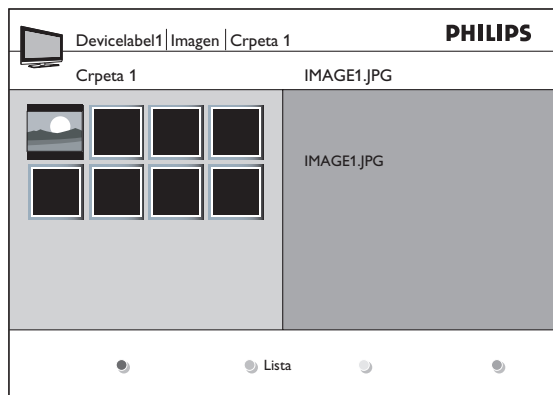 Devicelabel1 Imagen Crpeta 1 PHILIPS
Crpeta 1 IMAGE1.JPG
IMAGE1.JPG
Lista